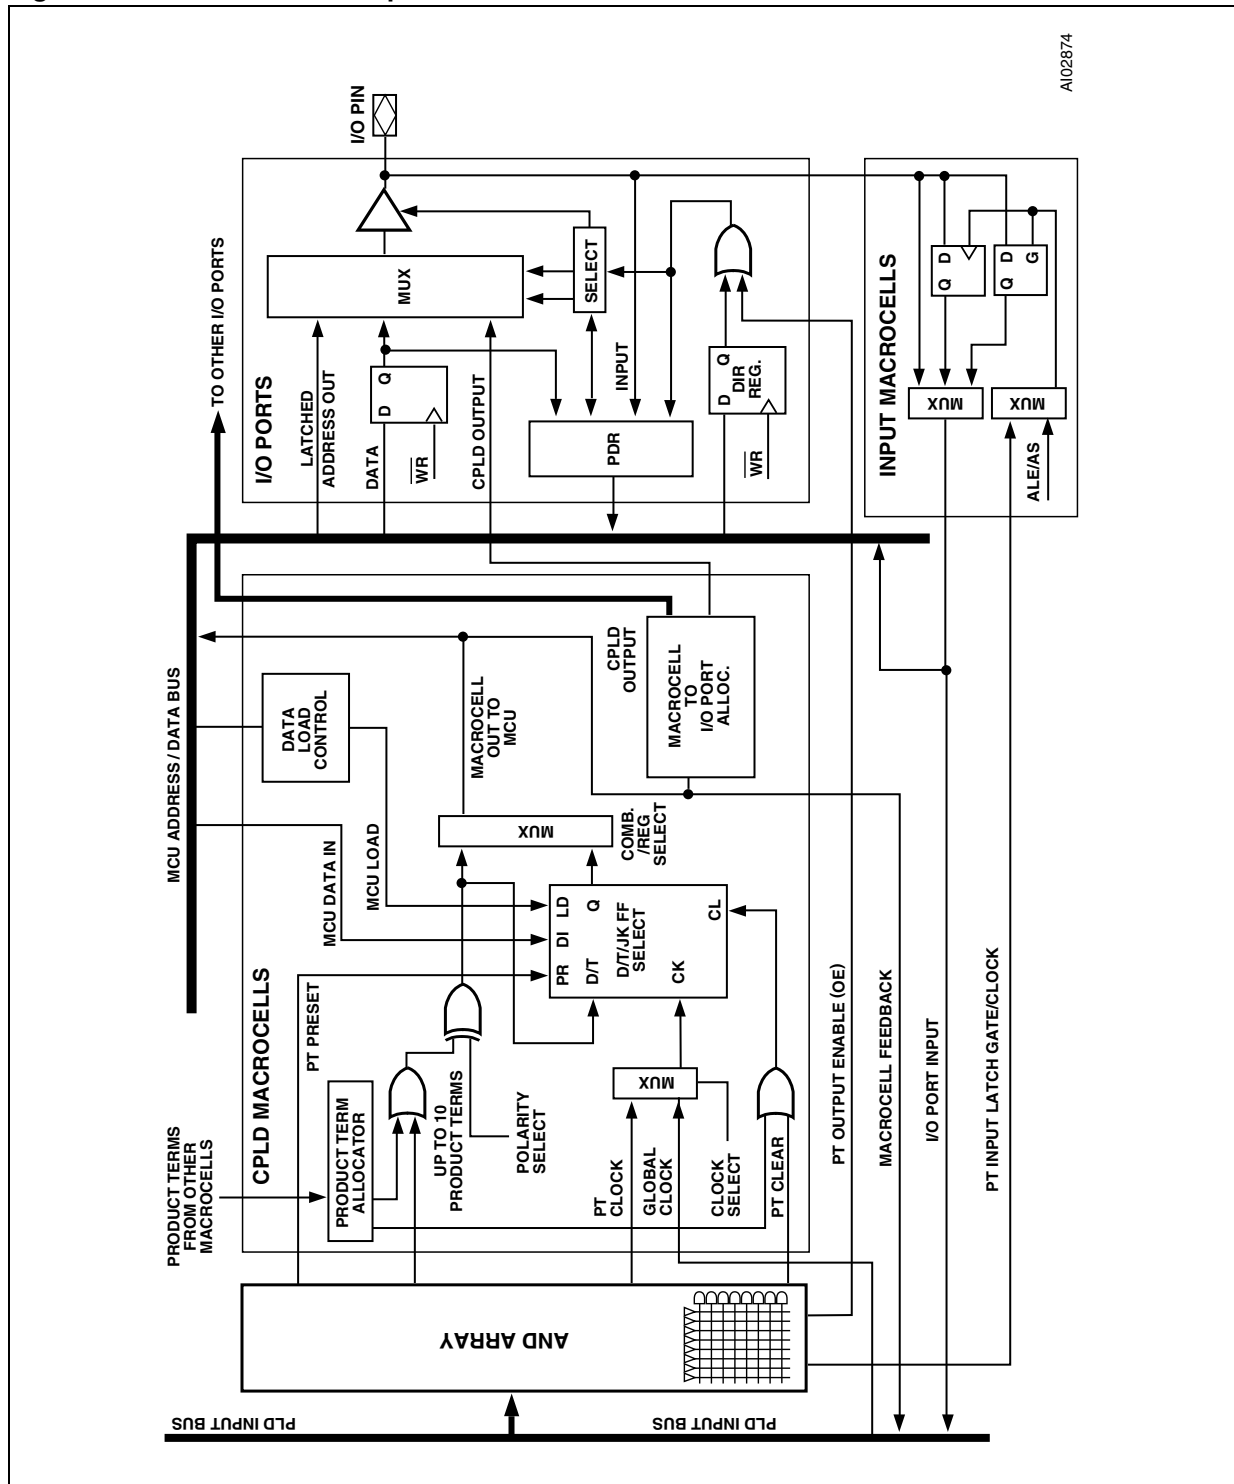 AI02874
I/O PIN
TO OTHER I/O PORTS
I/O PORTS
LATCHED
ADDRESS OUT
DATA
D
Q
WR
CPLD OUTPUT
MUX
SELECT
INPUT
PDR
D
Q
DIR
REG.
WR
INPUT MACROCELLS
Q
D
Q
D
G
MUX
MUX
ALE/AS
MCU ADDRESS / DATA BUS
CPLD MACROCELLS
DATA
LOAD
CONTROL
MCU DATA IN
MCU LOAD
MACROCELL
OUT TO
MCU
CPLD
OUTPUT
MACROCELL
TO
I/O PORT
ALLOC.
MUX
COMB.
/REG
SELECT
PT PRESET
PR
DI
LD
D/T
Q
D/T/JK FF
SELECT
CK
CL
PRODUCT TERMS
FROM OTHER
MACROCELLS
PRODUCT TERM
ALLOCATOR
UP TO 10
PRODUCT TERMS
POLARITY
SELECT
PT
CLOCK
GLOBAL
CLOCK
CLOCK
SELECT
MUX
PT CLEAR
PT OUTPUT ENABLE (OE)
MACROCELL FEEDBACK
I/O PORT INPUT
PT INPUT LATCH GATE/CLOCK
AND ARRAY
PLD INPUT BUS
PLD INPUT BUS